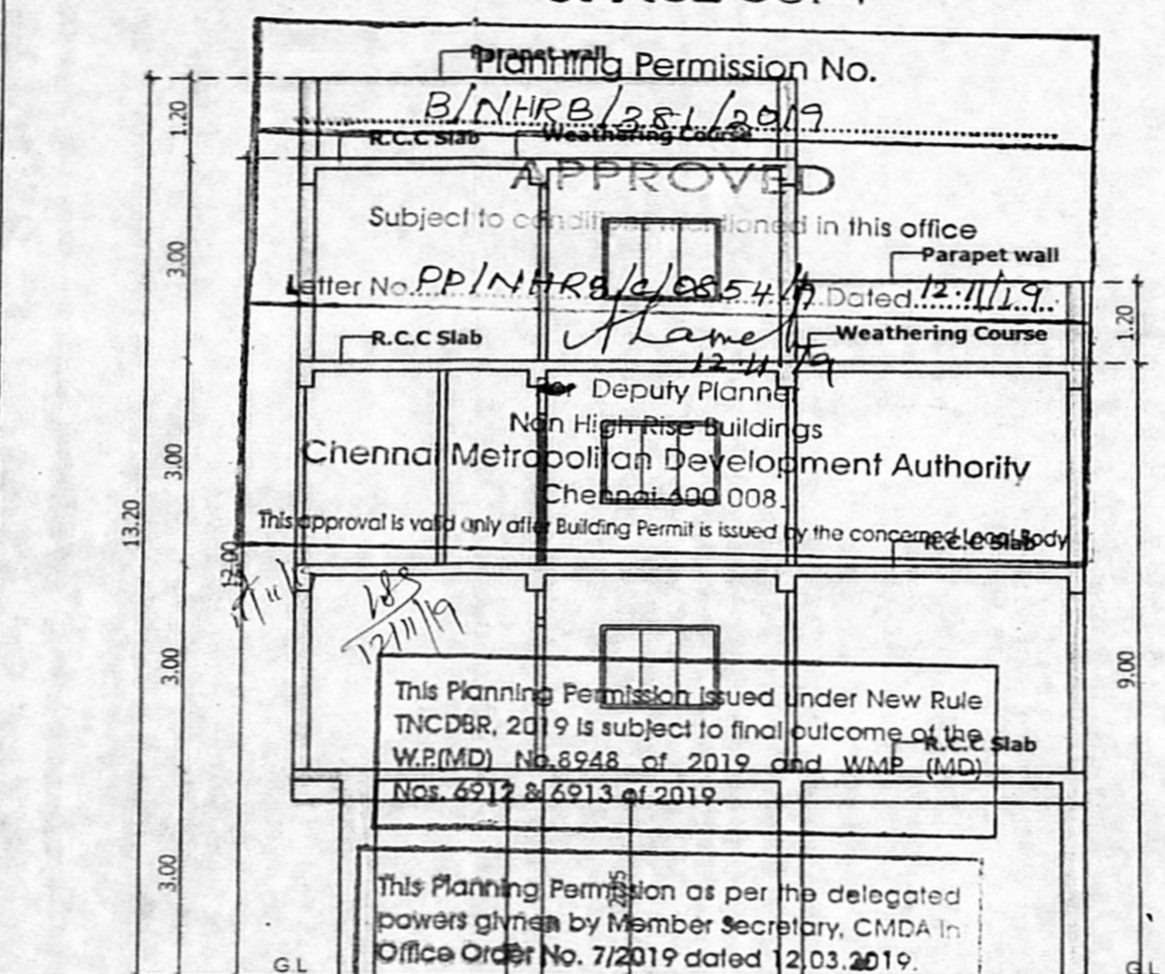 OFFICE COPY
Parapet wall
Planning Permission No.
B/NHRB/381/2019
R.C.C Slab
Weathering Course
APPROVED
Subject to conditions mentioned in this office
Parapet wall
Letter No. PP/NHRB/C/0854/19 Dated 12.11.19
R.C.C Slab
Weathering Course
12.11.19
For Deputy Planner
Non High Rise Buildings
Chennai Metropolitan Development Authority
Chennai-600 008.
This approval is valid only after Building Permit is issued by the concerned Local Body
R.C.C Slab
12/11/19
This Planning Permission issued under New Rule
TNCDBR, 2019 is subject to final outcome of the
W.P.(MD) No.8948 of 2019 and WMP (MD)
Nos. 6912 & 6913 of 2019.
R.C.C Slab
This Planning Permission as per the delegated
powers givnen by Member Secretary, CMDA in
Office Order No. 7/2019 dated 12.03.2019.
G.L
G.L
1.20
3.00
3.00
3.00
3.00
13.20
12.00
1.20
9.00